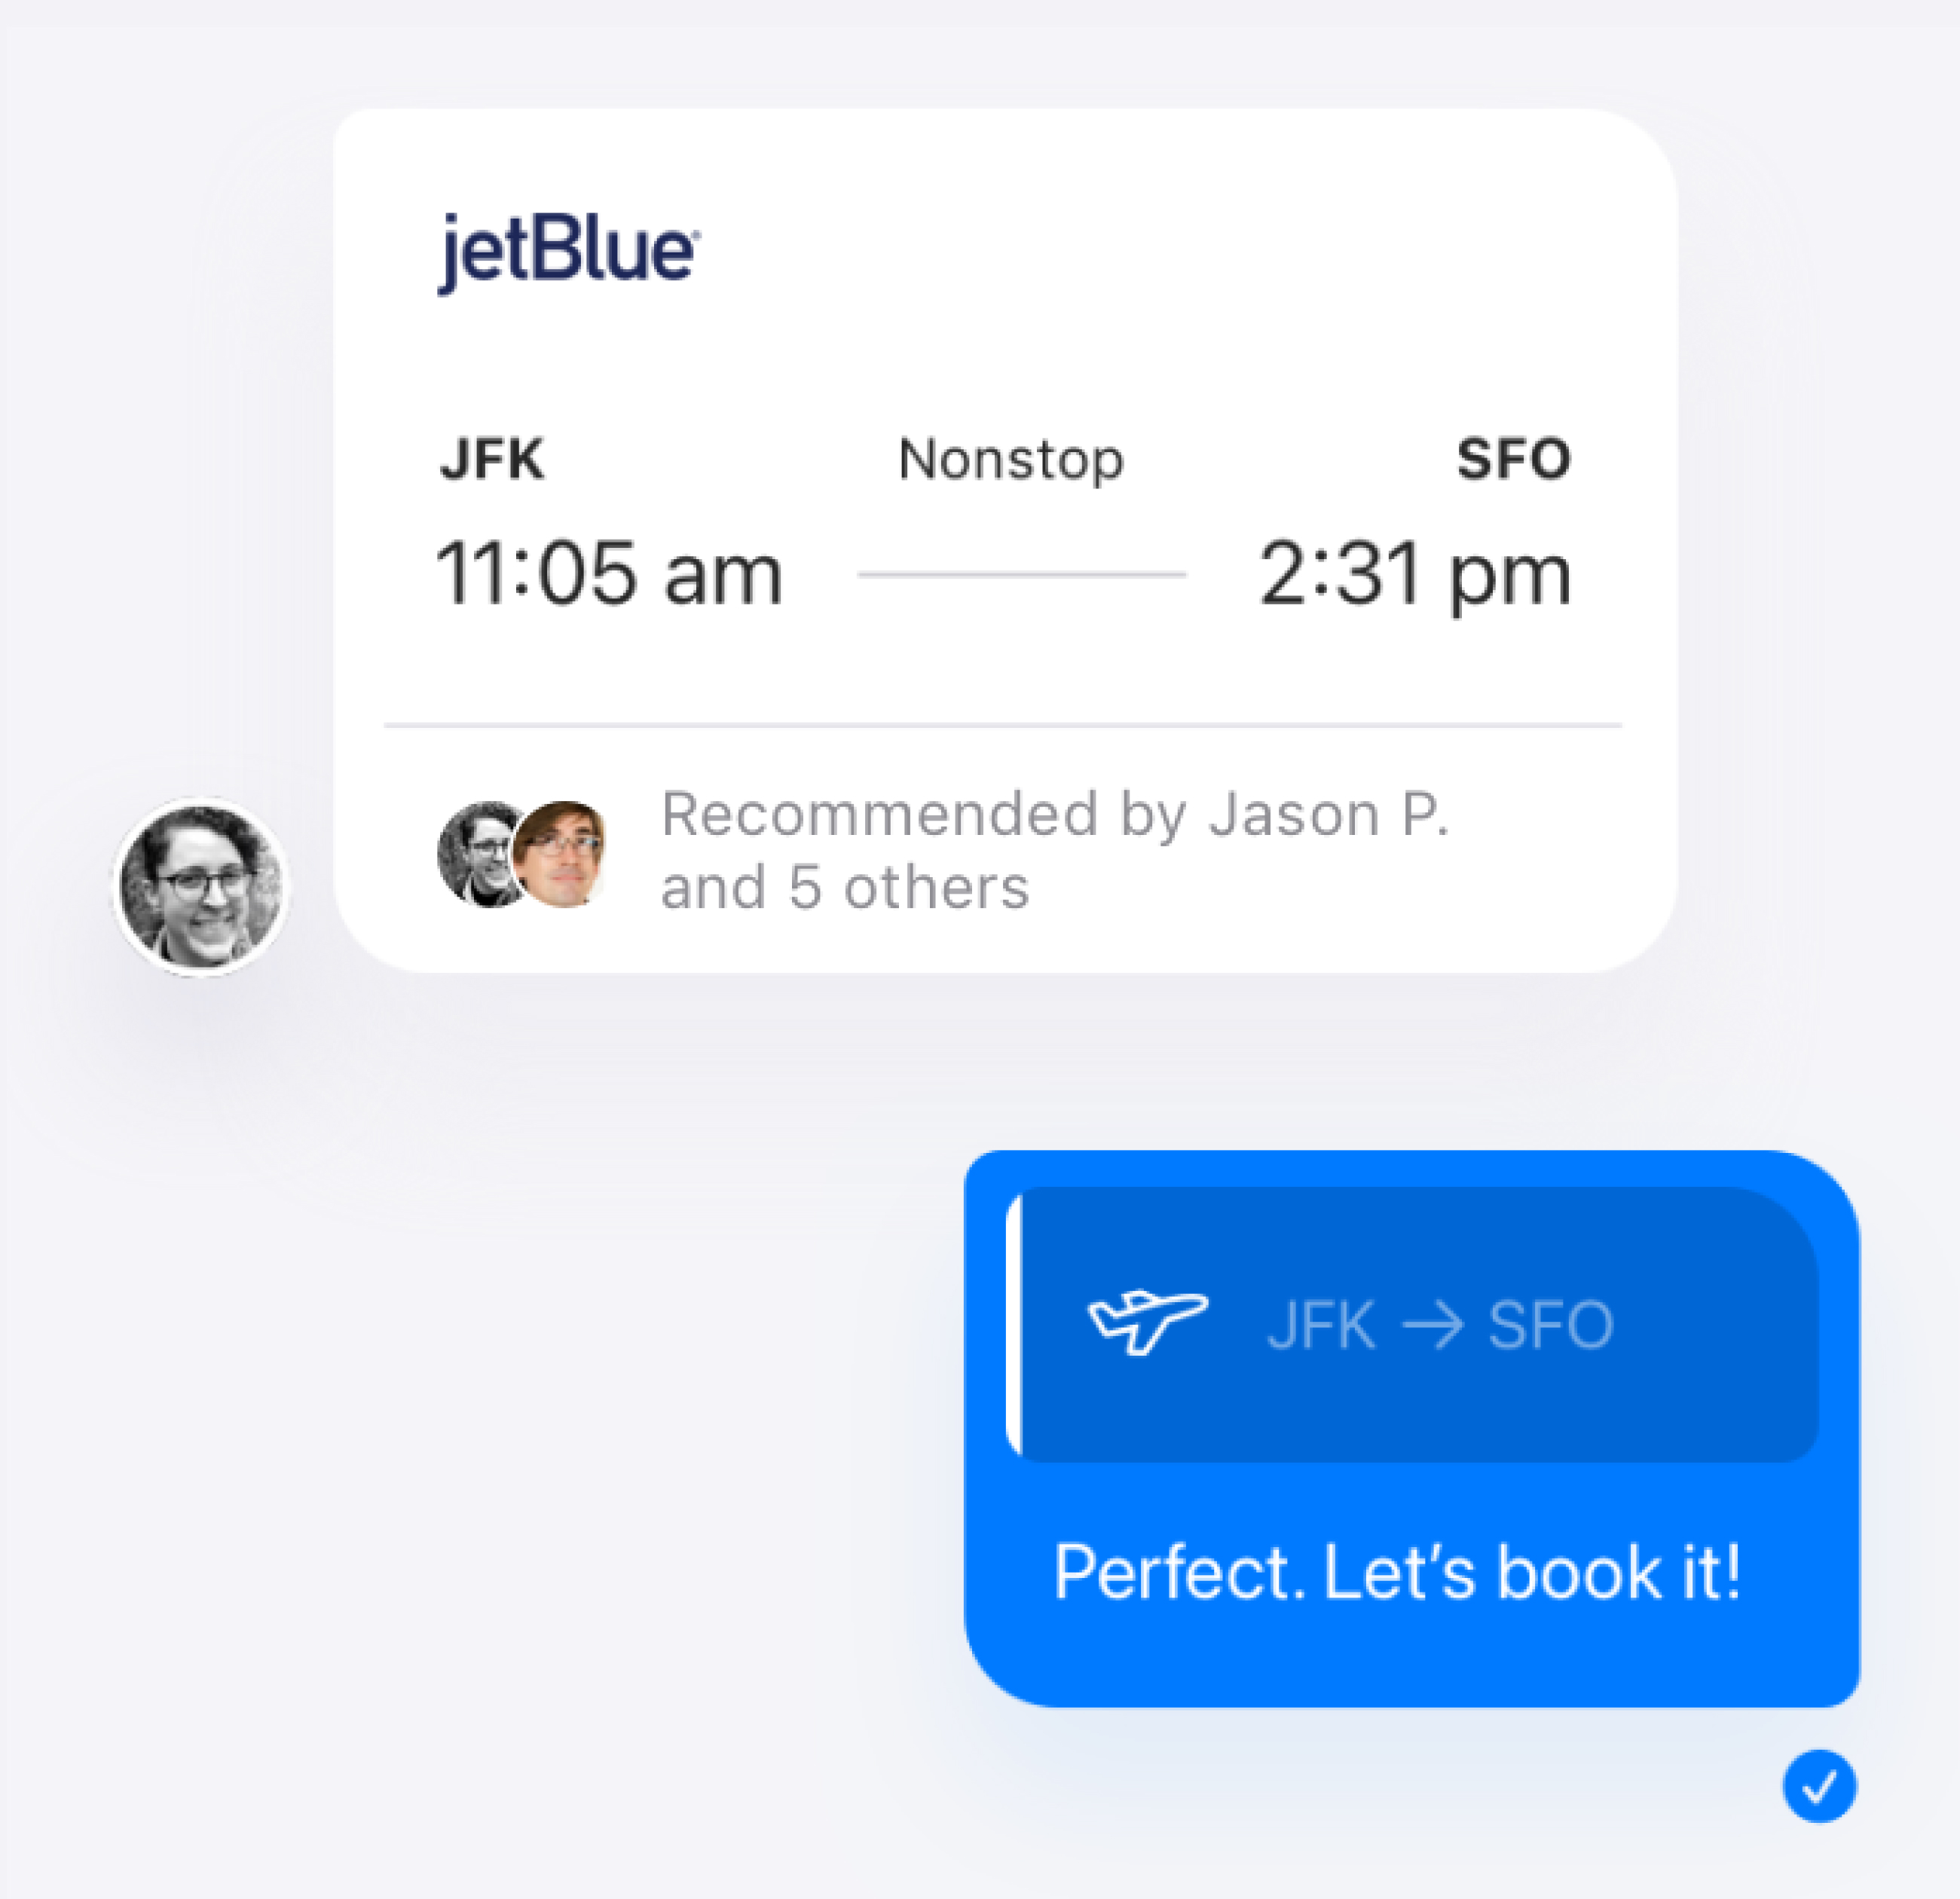 jetBlue
JFK Nonstop SFO
11:05 am 2:31 pm
Recommended by Jason P.
and 5 others
JFK → SFO
Perfect. Let’s book it!